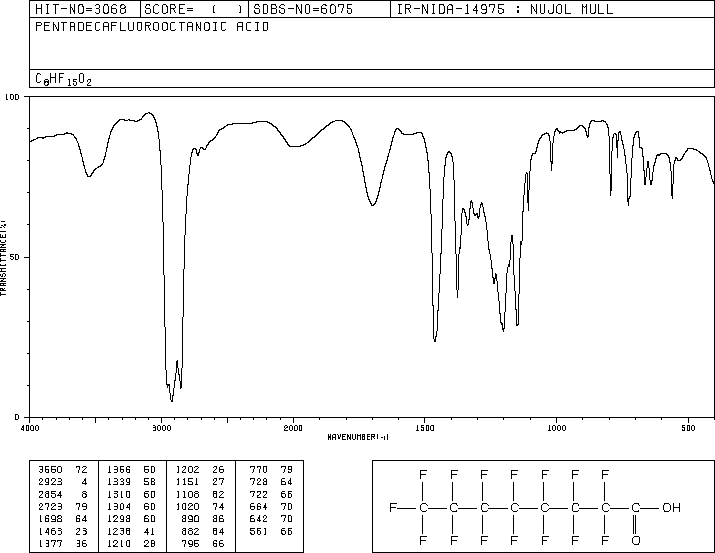 HIT-NO=3068 SCORE= ( ) SDBS-NO=6075 IR-NIDA-14975 : NUJOL MULL
PENTADECAFLUOROOCTANOIC ACID
C8HF15O2
100
50
0
TRANSMITTANCE(%)
4000 3000 2000 1500 1000 500
WAVENUMBER(-1)
3660 72 1366 60 1202 26 770 79
2923 4 1339 58 1151 27 728 64
2854 8 1310 60 1108 62 722 66
2729 79 1304 60 1020 74 664 70
1698 64 1298 60 890 86 642 70
1463 23 1238 41 882 84 561 66
1377 36 1210 28 795 66
F F F F F F F
F—C—C—C—C—C—C—C—C—OH
F F F F F F F O